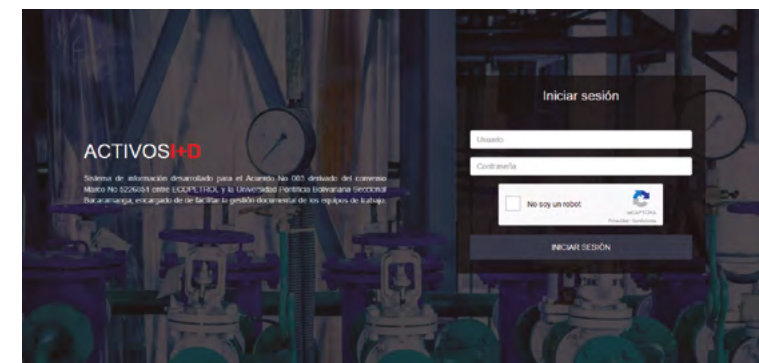 ACTIVOS I+D
Sistema de información desarrollado para el Acuerdo No 003 derivado del convenio
Marco No 5226051 entre ECOPETROL y la Universidad Pontificia Bolivariana Seccional
Bucaramanga, encargado de de facilitar la gestión documental de los equipos de trabajo.
Iniciar sesión
Usuario
Contraseña
No soy un robot
reCAPTCHA
INICIAR SESIÓN